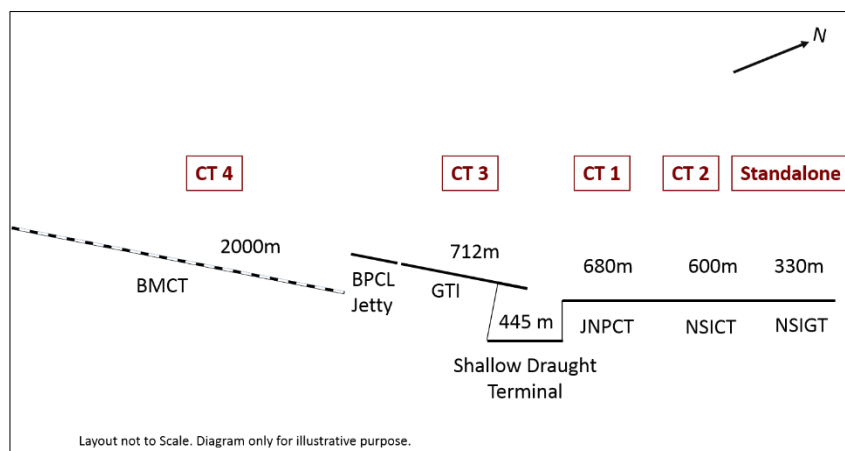 N
CT 4
CT 3
CT 1
CT 2
Standalone
2000m
712m
680m
600m
330m
BMCT
BPCL
Jetty
GTI
445 m
JNPCT
NSICT
NSIGT
Shallow Draught
Terminal
Layout not to Scale. Diagram only for illustrative purpose.